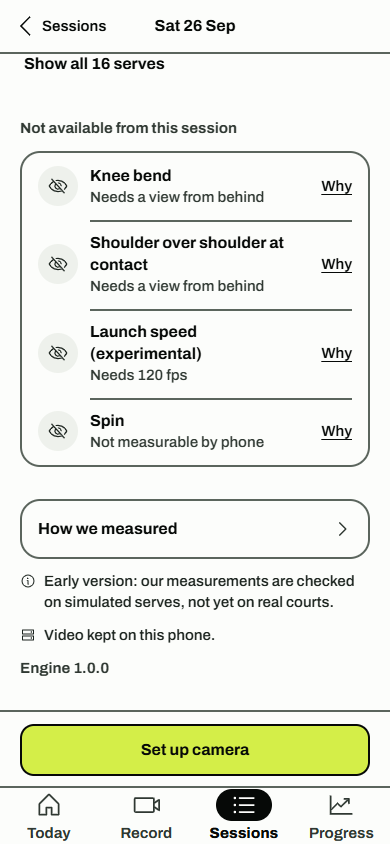 Sessions
Sat 26 Sep
Show all 16 serves
Not available from this session
Knee bend
Needs a view from behind
Why
Shoulder over shoulder at
contact
Needs a view from behind
Why
Launch speed
(experimental)
Needs 120 fps
Why
Spin
Not measurable by phone
Why
How we measured
Early version: our measurements are checked
on simulated serves, not yet on real courts.
Video kept on this phone.
Engine 1.0.0
Set up camera
Today
Record
Sessions
Progress